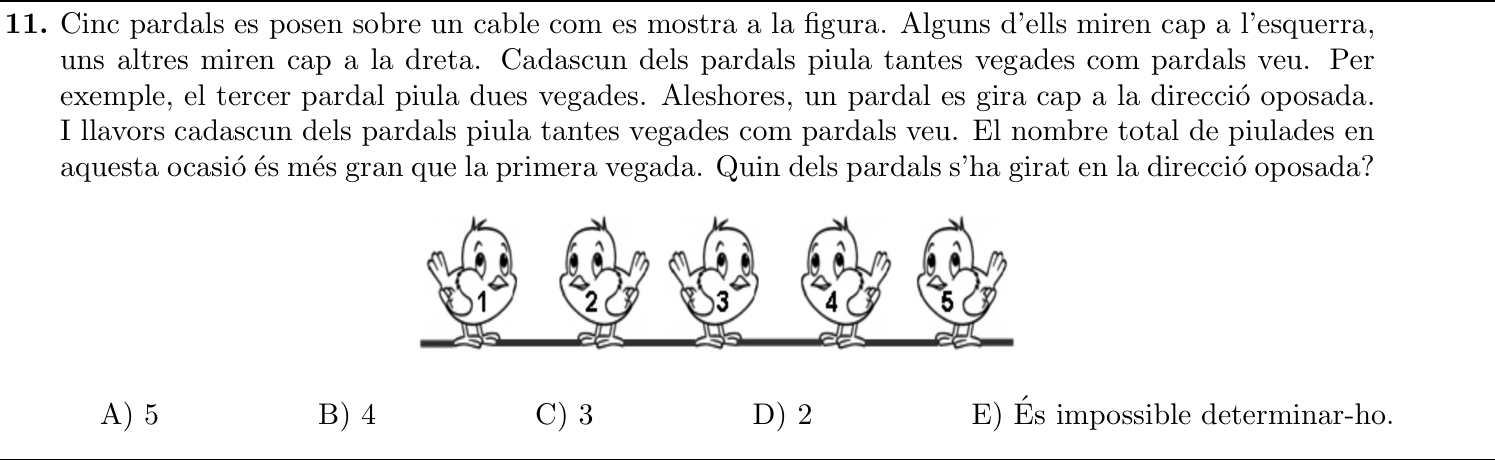 11. Cinc pardals es posen sobre un cable com es mostra a la figura. Alguns d'ells miren cap a l'esquerra,
uns altres miren cap a la dreta. Cadascun dels pardals piula tantes vegades com pardals veu. Per
exemple, el tercer pardal piula dues vegades. Aleshores, un pardal es gira cap a la direcció oposada.
I llavors cadascun dels pardals piula tantes vegades com pardals veu. El nombre total de piulades en
aquesta ocasió és més gran que la primera vegada. Quin dels pardals s'ha girat en la direcció oposada?
1 2 3 4 5
A) 5 B) 4 C) 3 D) 2 E) És impossible determinar-ho.